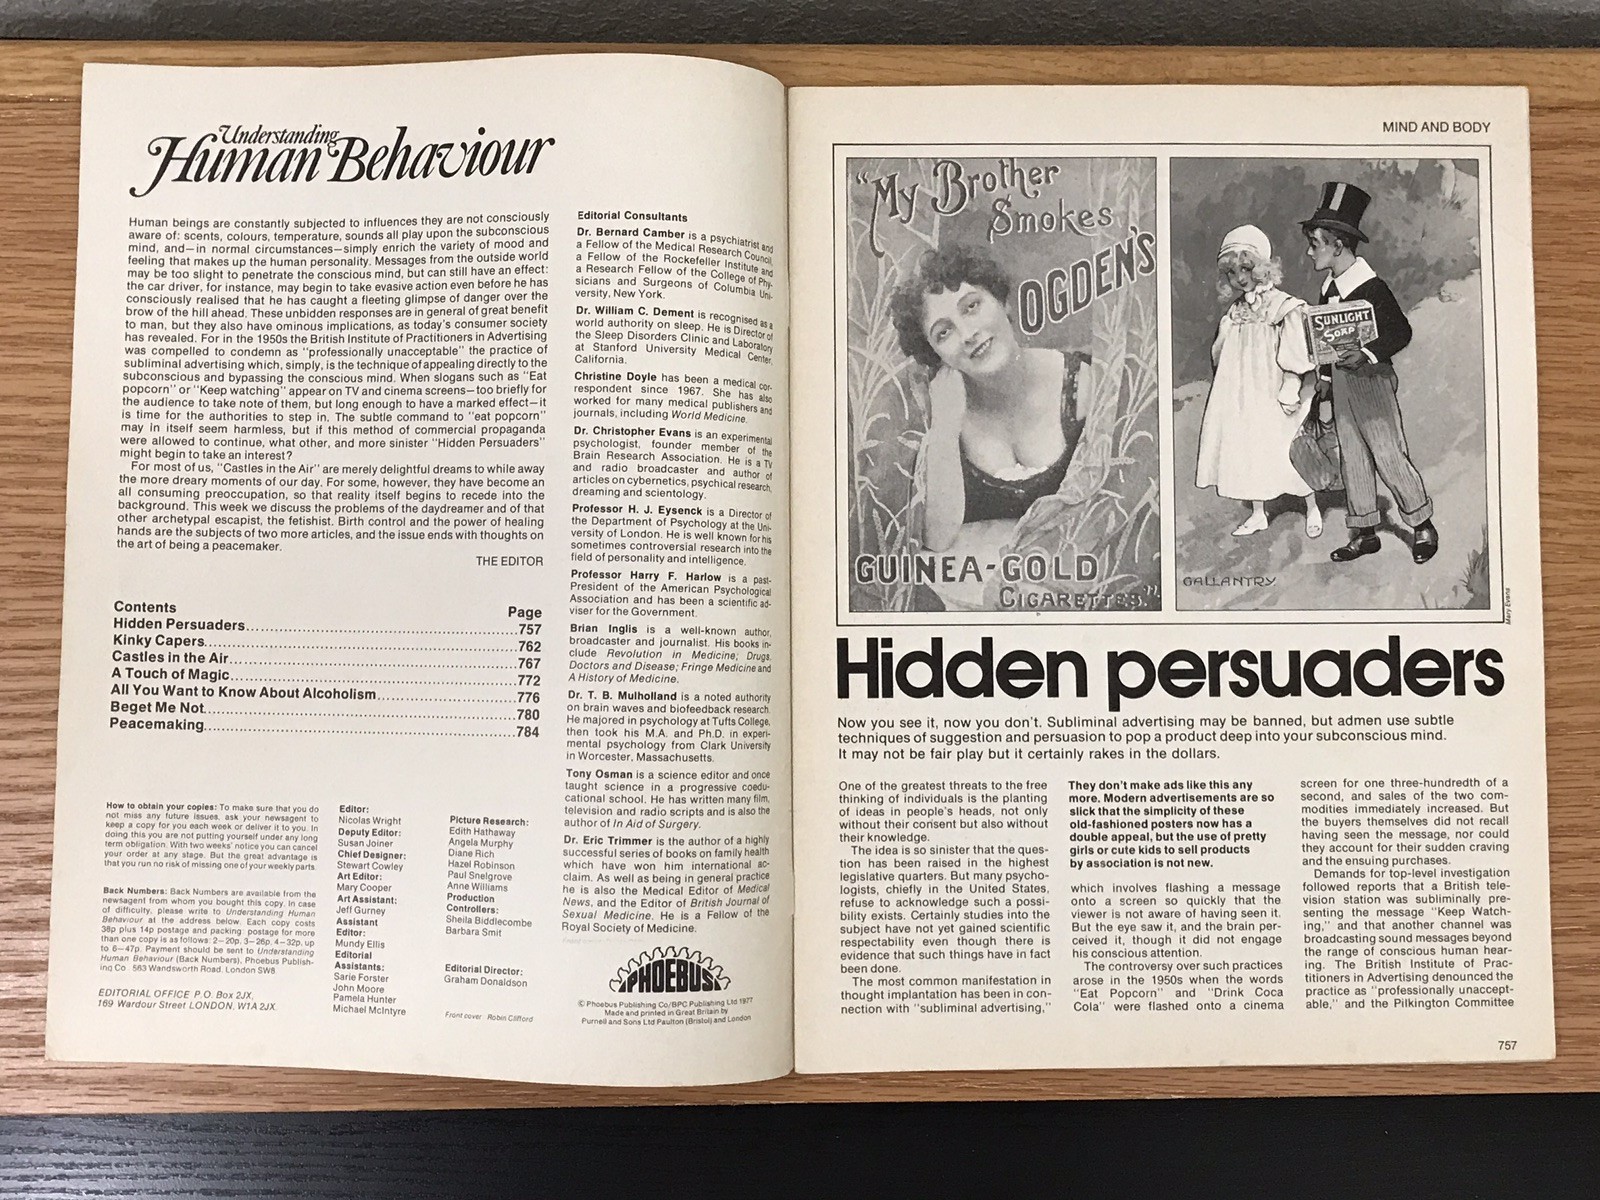 Understanding
Human Behaviour
Human beings are constantly subjected to influences they are not consciously
aware of: scents, colours, temperature, sounds all play upon the subconscious
mind, and—in normal circumstances—simply enrich the variety of mood and
feeling that makes up the human personality. Messages from the outside world
may be too slight to penetrate the conscious mind, but can still have an effect:
the car driver, for instance, may begin to take evasive action even before he has
consciously realised that he has caught a fleeting glimpse of danger over the
brow of the hill ahead. These unbidden responses are in general of great benefit
to man, but they also have ominous implications, as today's consumer society
has revealed. For in the 1950s the British Institute of Practitioners in Advertising
was compelled to condemn as "professionally unacceptable" the practice of
subliminal advertising which, simply, is the technique of appealing directly to the
subconscious and bypassing the conscious mind. When slogans such as "Eat
popcorn" or "Keep watching" appear on TV and cinema screens—too briefly for
the audience to take note of them, but long enough to have a marked effect—it
is time for the authorities to step in. The subtle command to "eat popcorn"
may in itself seem harmless, but if this method of commercial propaganda
were allowed to continue, what other, and more sinister "Hidden Persuaders"
might begin to take an interest?
For most of us, "Castles in the Air" are merely delightful dreams to while away
the more dreary moments of our day. For some, however, they have become an
all consuming preoccupation, so that reality itself begins to recede into the
background. This week we discuss the problems of the daydreamer and of that
other archetypal escapist, the fetishist. Birth control and the power of healing
hands are the subjects of two more articles, and the issue ends with thoughts on
the art of being a peacemaker.
THE EDITOR
Contents Page
Hidden Persuaders 757
Kinky Capers 762
Castles in the Air 767
A Touch of Magic 772
All You Want to Know About Alcoholism 776
Beget Me Not 780
Peacemaking 784
How to obtain your copies: To make sure that you do
not miss any future issues, ask your newsagent to
keep a copy for you each week or deliver it to you. In
doing this you are not putting yourself under any long
term obligation. With two weeks' notice you can cancel
your order at any stage. But the great advantage is
that you run no risk of missing one of your weekly parts.
Back Numbers: Back Numbers are available from the
newsagent from whom you bought this copy. In case
of difficulty, please write to Understanding Human
Behaviour at the address below. Each copy costs
38p plus 14p postage and packing: postage for more
than one copy is as follows: 2—20p, 3—26p, 4—32p, up
to 6—47p. Payment should be sent to Understanding
Human Behaviour (Back Numbers), Phoebus Publish-
ing Co 563 Wandsworth Road, London SW8
EDITORIAL OFFICE P.O. Box 2JX,
169 Wardour Street LONDON, W1A 2JX.
Editor:
Nicolas Wright
Deputy Editor:
Susan Joiner
Chief Designer:
Stewart Cowley
Art Editor:
Mary Cooper
Art Assistant:
Jeff Gurney
Assistant
Editor:
Mundy Ellis
Editorial
Assistants:
Sarie Forster
John Moore
Pamela Hunter
Michael McIntyre
Picture Research:
Edith Hathaway
Angela Murphy
Diane Rich
Hazel Robinson
Paul Snelgrove
Anne Williams
Production
Controllers:
Sheila Biddlecombe
Barbara Smit
Editorial Director:
Graham Donaldson
Front cover: Robin Clifford
Editorial Consultants
Dr. Bernard Camber is a psychiatrist and
a Fellow of the Medical Research Council,
a Fellow of the Rockefeller Institute and
a Research Fellow of the College of Phy-
sicians and Surgeons of Columbia Uni-
versity, New York.
Dr. William C. Dement is recognised as a
world authority on sleep. He is Director of
the Sleep Disorders Clinic and Laboratory
at Stanford University Medical Center,
California.
Christine Doyle has been a medical cor-
respondent since 1967. She has also
worked for many medical publishers and
journals, including World Medicine.
Dr. Christopher Evans is an experimental
psychologist, founder member of the
Brain Research Association. He is a TV
and radio broadcaster and author of
articles on cybernetics, psychical research,
dreaming and scientology.
Professor H. J. Eysenck is a Director of
the Department of Psychology at the Uni-
versity of London. He is well known for his
sometimes controversial research into the
field of personality and intelligence.
Professor Harry F. Harlow is a past-
President of the American Psychological
Association and has been a scientific ad-
viser for the Government.
Brian Inglis is a well-known author,
broadcaster and journalist. His books in-
clude Revolution in Medicine; Drugs,
Doctors and Disease; Fringe Medicine and
A History of Medicine.
Dr. T. B. Mulholland is a noted authority
on brain waves and biofeedback research.
He majored in psychology at Tufts College,
then took his M.A. and Ph.D. in experi-
mental psychology from Clark University
in Worcester, Massachusetts.
Tony Osman is a science editor and once
taught science in a progressive coedu-
cational school. He has written many film,
television and radio scripts and is also the
author of In Aid of Surgery.
Dr. Eric Trimmer is the author of a highly
successful series of books on family health
which have won him international ac-
claim. As well as being in general practice
he is also the Medical Editor of Medical
News, and the Editor of British Journal of
Sexual Medicine. He is a Fellow of the
Royal Society of Medicine.
PHOEBUS
© Phoebus Publishing Co/BPC Publishing Ltd 1977
Made and printed in Great Britain by
Purnell and Sons Ltd Paulton (Bristol) and London
MIND AND BODY
"My Brother
Smokes
OGDEN'S
GUINEA-GOLD
CIGARETTES."
SUNLIGHT
SOAP
GALLANTRY
Mary Evans
Hidden persuaders
Now you see it, now you don't. Subliminal advertising may be banned, but admen use subtle
techniques of suggestion and persuasion to pop a product deep into your subconscious mind.
It may not be fair play but it certainly rakes in the dollars.
One of the greatest threats to the free
thinking of individuals is the planting
of ideas in people's heads, not only
without their consent but also without
their knowledge.
The idea is so sinister that the ques-
tion has been raised in the highest
legislative quarters. But many psycho-
logists, chiefly in the United States,
refuse to acknowledge such a possi-
bility exists. Certainly studies into the
subject have not yet gained scientific
respectability even though there is
evidence that such things have in fact
been done.
The most common manifestation in
thought implantation has been in con-
nection with "subliminal advertising,"
They don't make ads like this any
more. Modern advertisements are so
slick that the simplicity of these
old-fashioned posters now has a
double appeal, but the use of pretty
girls or cute kids to sell products
by association is not new.
which involves flashing a message
onto a screen so quickly that the
viewer is not aware of having seen it.
But the eye saw it, and the brain per-
ceived it, though it did not engage
his conscious attention.
The controversy over such practices
arose in the 1950s when the words
"Eat Popcorn" and "Drink Coca
Cola" were flashed onto a cinema
screen for one three-hundredth of a
second, and sales of the two com-
modities immediately increased. But
the buyers themselves did not recall
having seen the message, nor could
they account for their sudden craving
and the ensuing purchases.
Demands for top-level investigation
followed reports that a British tele-
vision station was subliminally pre-
senting the message "Keep Watch-
ing," and that another channel was
broadcasting sound messages beyond
the range of conscious human hear-
ing. The British Institute of Prac-
titioners in Advertising denounced the
practice as "professionally unaccept-
able," and the Pilkington Committee
757